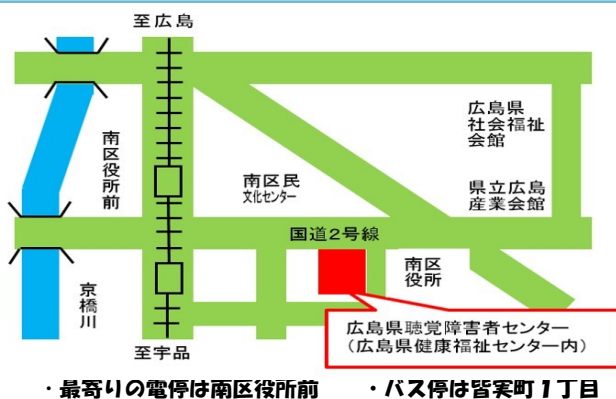 至広島
広島県
社会福祉
会館
南区役所前
南区民
文化センター
県立広島
産業会館
国道2号線
南区
役所
京橋川
広島県聴覚障害者センター
(広島県健康福祉センター内)
至宇品
・最寄りの電停は南区役所前
・バス停は皆実町1丁目